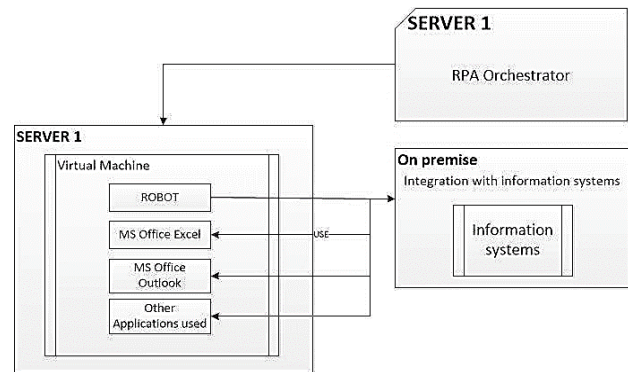 SERVER 1
RPA Orchestrator
SERVER 1
Virtual Machine
ROBOT
MS Office Excel
MS Office
Outlook
Other
Applications used
USE
On premise
Integration with information systems
Information
systems